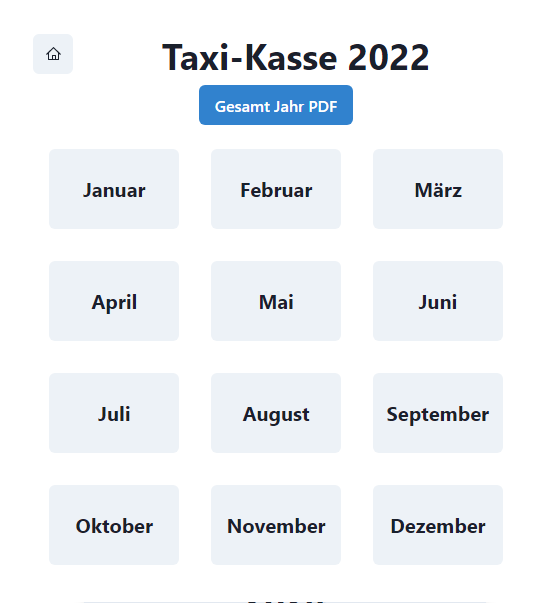 Taxi-Kasse 2022
Gesamt Jahr PDF
Januar Februar März
April Mai Juni
Juli August September
Oktober November Dezember